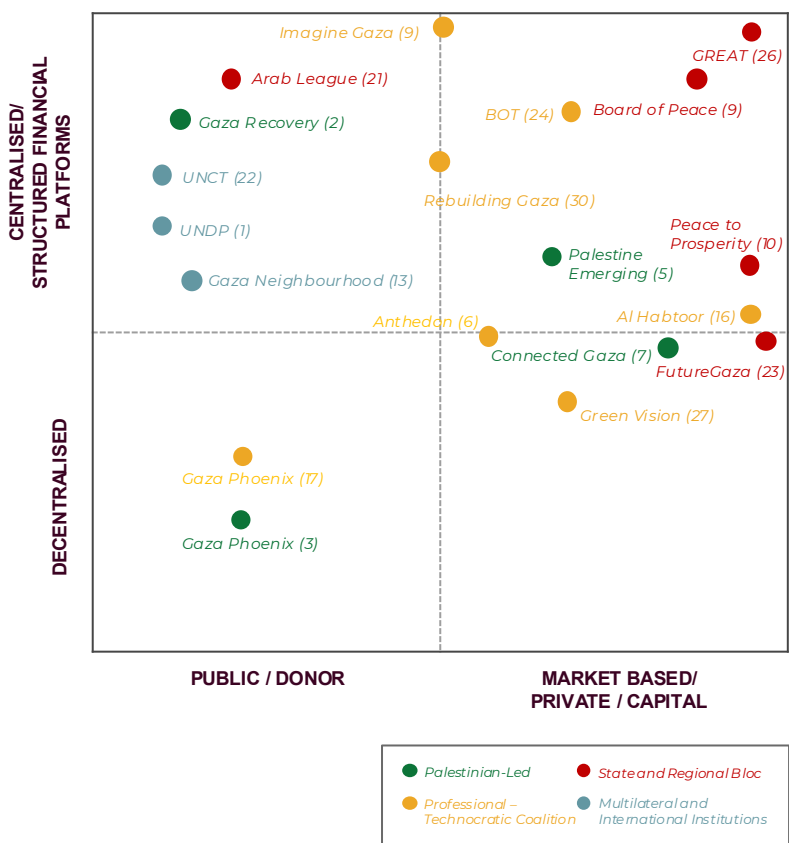 CENTRALISED/
STRUCTURED FINANCIAL
PLATFORMS
DECENTRALISED
Imagine Gaza (9)
GREAT (26)
Arab League (21)
Board of Peace (9)
BOT (24)
Gaza Recovery (2)
UNCT (22)
Rebuilding Gaza (30)
UNDP (1)
Peace to
Prosperity (10)
Palestine
Emerging (5)
Gaza Neighbourhood (13)
Anthedon (6)
Al Habtoor (16)
Connected Gaza (7)
FutureGaza (23)
Green Vision (27)
Gaza Phoenix (17)
Gaza Phoenix (3)
PUBLIC / DONOR
MARKET BASED/
PRIVATE / CAPITAL
Palestinian-Led
State and Regional Bloc
Professional –
Technocratic Coalition
Multilateral and
International Institutions